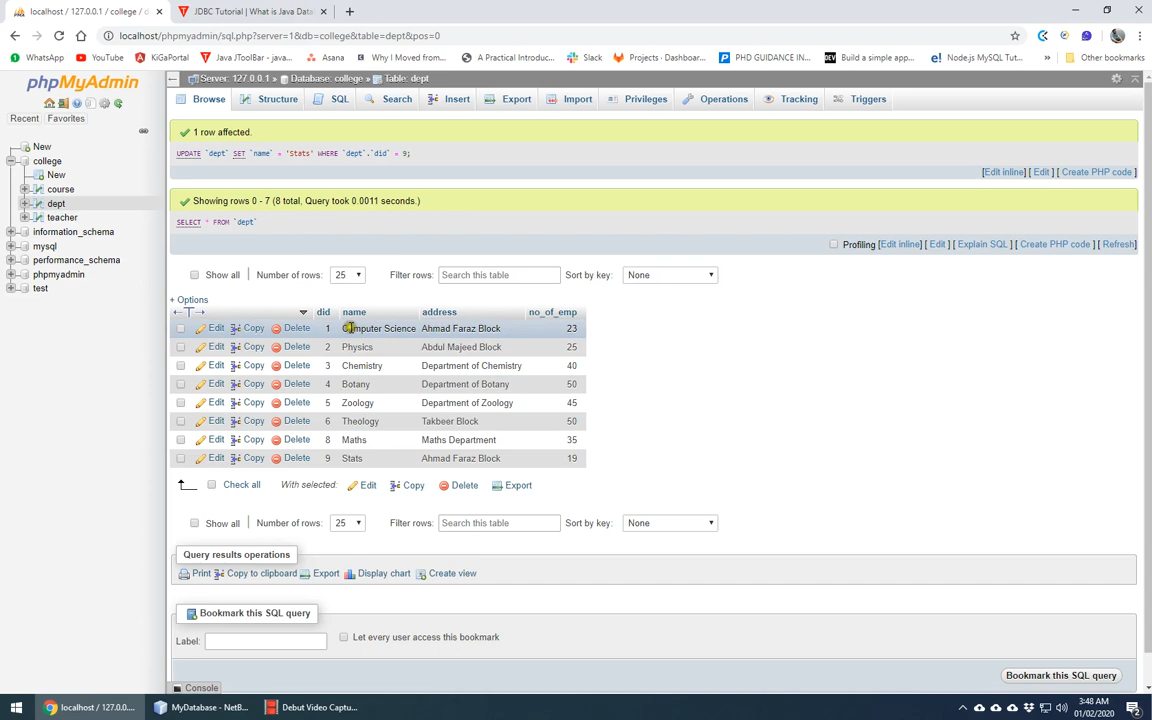 localhost / 127.0.0.1 / college / d
JDBC Tutorial | What is Java Dat
localhost/phpmyadmin/sql.php?server=1&db=college&table=dept&pos=0
WhatsApp YouTube KiGaPortal Asana Why I Moved from... A Practical Introduc... Slack Projects · Dashboar... PHD GUIDANCE IN... Build a simple app... Node.js MySQL Tut... » Other bookmarks
phpMyAdmin
Server: 127.0.0.1 » Database: college » Table: dept
Browse Structure SQL Search Insert Export Import Privileges Operations Tracking Triggers
Recent Favorites
New
college
New
course
dept
teacher
information_schema
mysql
performance_schema
phpmyadmin
test
1 row affected.
UPDATE `dept` SET `name` = 'Stats' WHERE `dept`.`did` = 9;
[Edit inline] [ Edit ] [ Create PHP code ]
Showing rows 0 - 7 (8 total, Query took 0.0011 seconds.)
SELECT * FROM `dept`
Profiling [Edit inline] [ Edit ] [ Explain SQL ] [ Create PHP code ] [ Refresh]
Show all Number of rows: 25 Filter rows: Search this table Sort by key: None
+ Options
did name address no_of_emp
Edit Copy Delete 1 Computer Science Ahmad Faraz Block 23
Edit Copy Delete 2 Physics Abdul Majeed Block 25
Edit Copy Delete 3 Chemistry Department of Chemistry 40
Edit Copy Delete 4 Botany Department of Botany 50
Edit Copy Delete 5 Zoology Department of Zoology 45
Edit Copy Delete 6 Theology Takbeer Block 50
Edit Copy Delete 8 Maths Maths Department 35
Edit Copy Delete 9 Stats Ahmad Faraz Block 19
Check all With selected: Edit Copy Delete Export
Show all Number of rows: 25 Filter rows: Search this table Sort by key: None
Query results operations
Print Copy to clipboard Export Display chart Create view
Bookmark this SQL query
Label: Let every user access this bookmark
Bookmark this SQL query
Console
localhost / 127.0.0.... MyDatabase - NetB... Debut Video Captu...
3:48 AM
01/02/2020
2